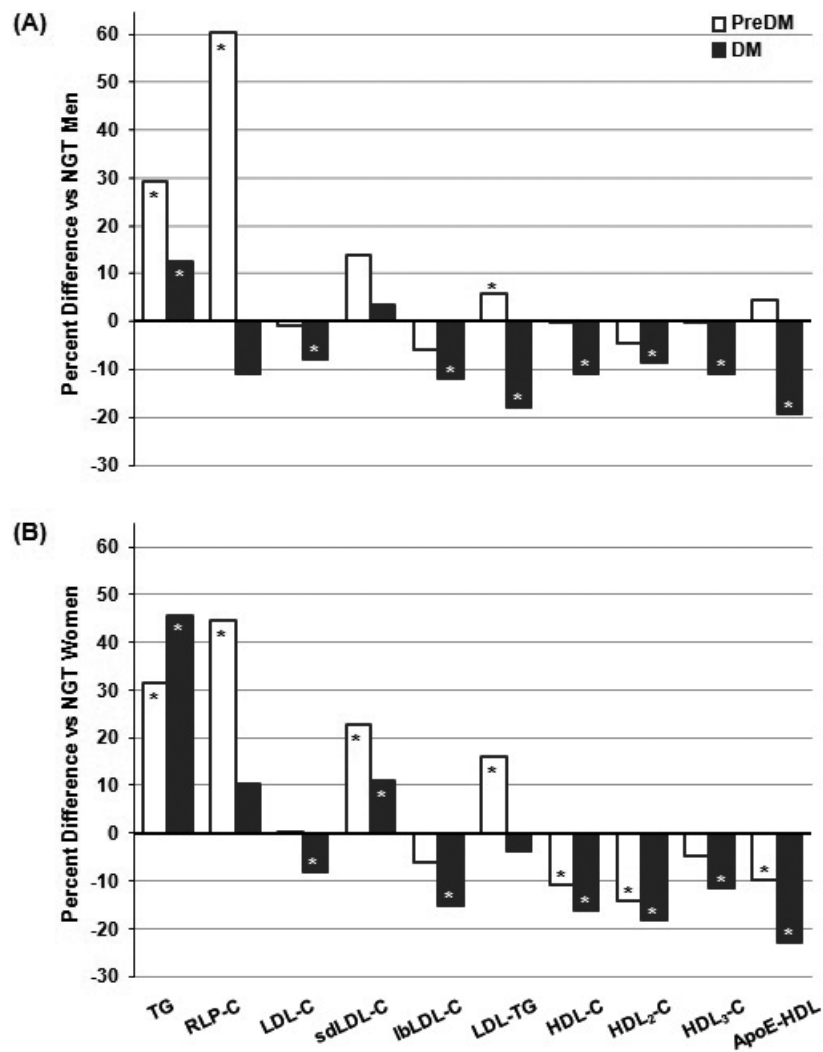 (A)
PreDM
DM
Percent Difference vs NGT Men
60
50
40
30
20
10
0
-10
-20
-30
* * * * * * * * * * *
(B)
Percent Difference vs NGT Women
60
50
40
30
20
10
0
-10
-20
-30
* * * * * * * * * * * * * * *
TG
RLP-C
LDL-C
sdLDL-C
lbLDL-C
LDL-TG
HDL-C
HDL₂-C
HDL₃-C
ApoE-HDL